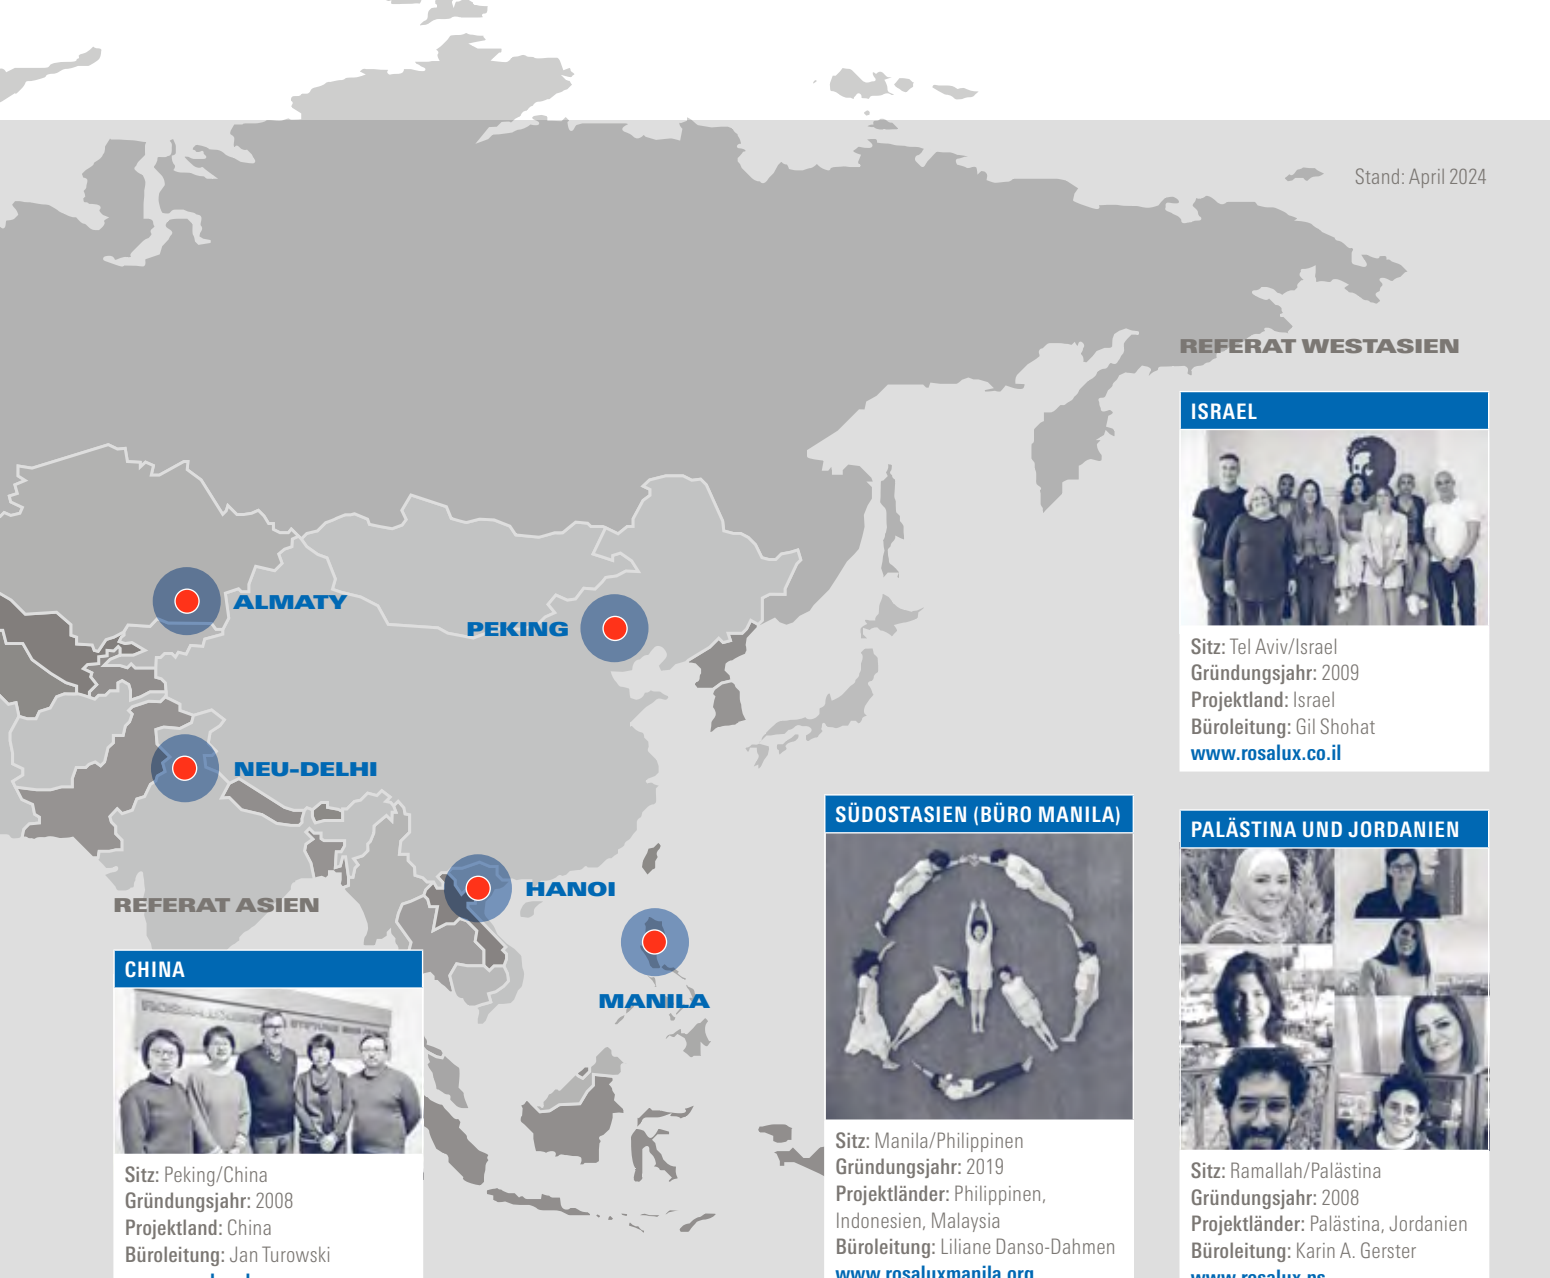 Stand: April 2024
ALMATY
PEKING
NEU-DELHI
HANOI
MANILA
REFERAT ASIEN
CHINA
Sitz: Peking/China
Gründungsjahr: 2008
Projektland: China
Büroleitung: Jan Turowski
SÜDOSTASIEN (BÜRO MANILA)
Sitz: Manila/Philippinen
Gründungsjahr: 2019
Projektländer: Philippinen,
Indonesien, Malaysia
Büroleitung: Liliane Danso-Dahmen
www.rosaluxmanila.org
REFERAT WESTASIEN
ISRAEL
Sitz: Tel Aviv/Israel
Gründungsjahr: 2009
Projektland: Israel
Büroleitung: Gil Shohat
www.rosalux.co.il
PALÄSTINA UND JORDANIEN
Sitz: Ramallah/Palästina
Gründungsjahr: 2008
Projektländer: Palästina, Jordanien
Büroleitung: Karin A. Gerster
www.rosalux.ps